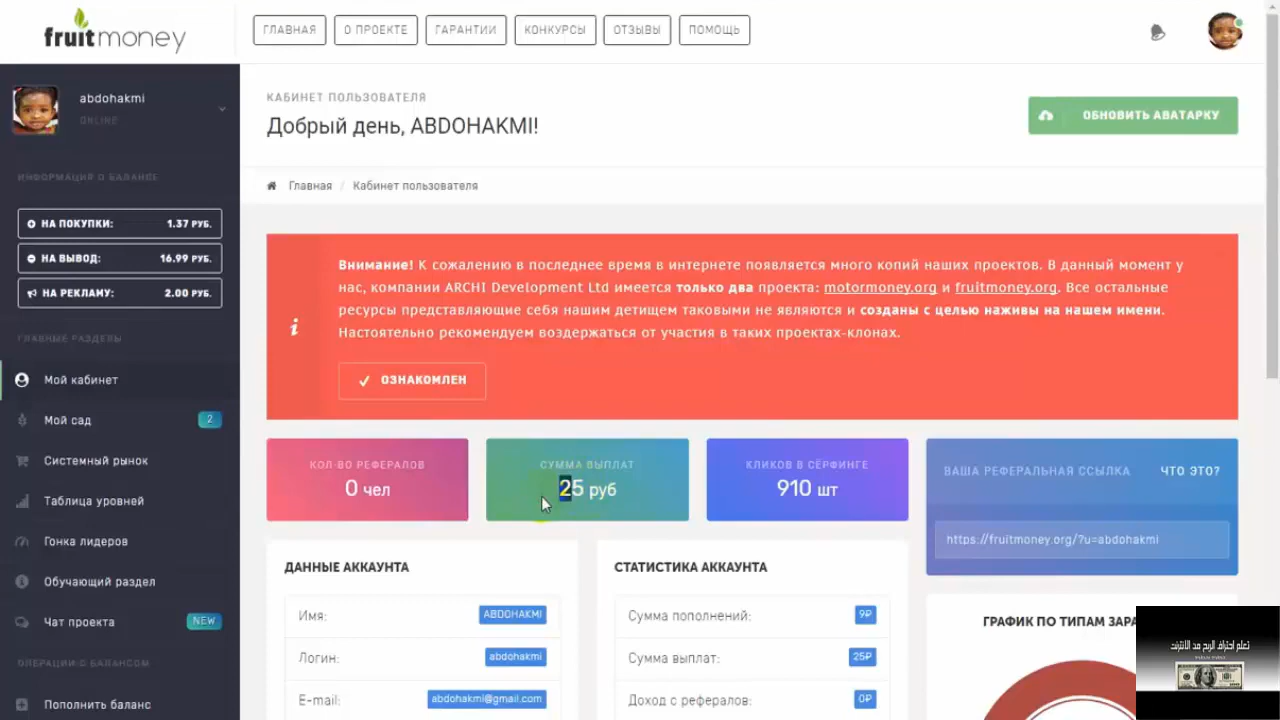 fruitmoney
ГЛАВНАЯ
О ПРОЕКТЕ
ГАРАНТИИ
КОНКУРСЫ
ОТЗЫВЫ
ПОМОЩЬ
abdohakmi
ONLINE
ИНФОРМАЦИЯ О БАЛАНСЕ
НА ПОКУПКИ: 1.37 РУБ.
НА ВЫВОД: 16.99 РУБ.
НА РЕКЛАМУ: 2.00 РУБ.
ГЛАВНЫЕ РАЗДЕЛЫ
Мой кабинет
Мой сад 2
Системный рынок
Таблица уровней
Гонка лидеров
Обучающий раздел
Чат проекта NEW
ОПЕРАЦИИ С БАЛАНСОМ
Пополнить баланс
КАБИНЕТ ПОЛЬЗОВАТЕЛЯ
Добрый день, ABDOHAKMI!
ОБНОВИТЬ АВАТАРКУ
Главная / Кабинет пользователя
Внимание! К сожалению в последнее время в интернете появляется много копий наших проектов. В данный момент у
нас, компании ARCHI Development Ltd имеется только два проекта: motormoney.org и fruitmoney.org. Все остальные
ресурсы представляющие себя нашим детищем таковыми не являются и созданы с целью наживы на нашем имени.
Настоятельно рекомендуем воздержаться от участия в таких проектах-клонах.
ОЗНАКОМЛЕН
КОЛ-ВО РЕФЕРАЛОВ
0 чел
СУММА ВЫПЛАТ
25 руб
КЛИКОВ В СЁРФИНГЕ
910 шт
ВАША РЕФЕРАЛЬНАЯ ССЫЛКА ЧТО ЭТО?
https://fruitmoney.org/?u=abdohakmi
ДАННЫЕ АККАУНТА
Имя: ABDOHAKMI
Логин: abdohakmi
E-mail: abdohakmi@gmail.com
СТАТИСТИКА АККАУНТА
Сумма пополнений: 9₽
Сумма выплат: 25₽
Доход с рефералов: 0₽
ГРАФИК ПО ТИПАМ ЗАРА
تعلم احتراف الربح من الانترنت